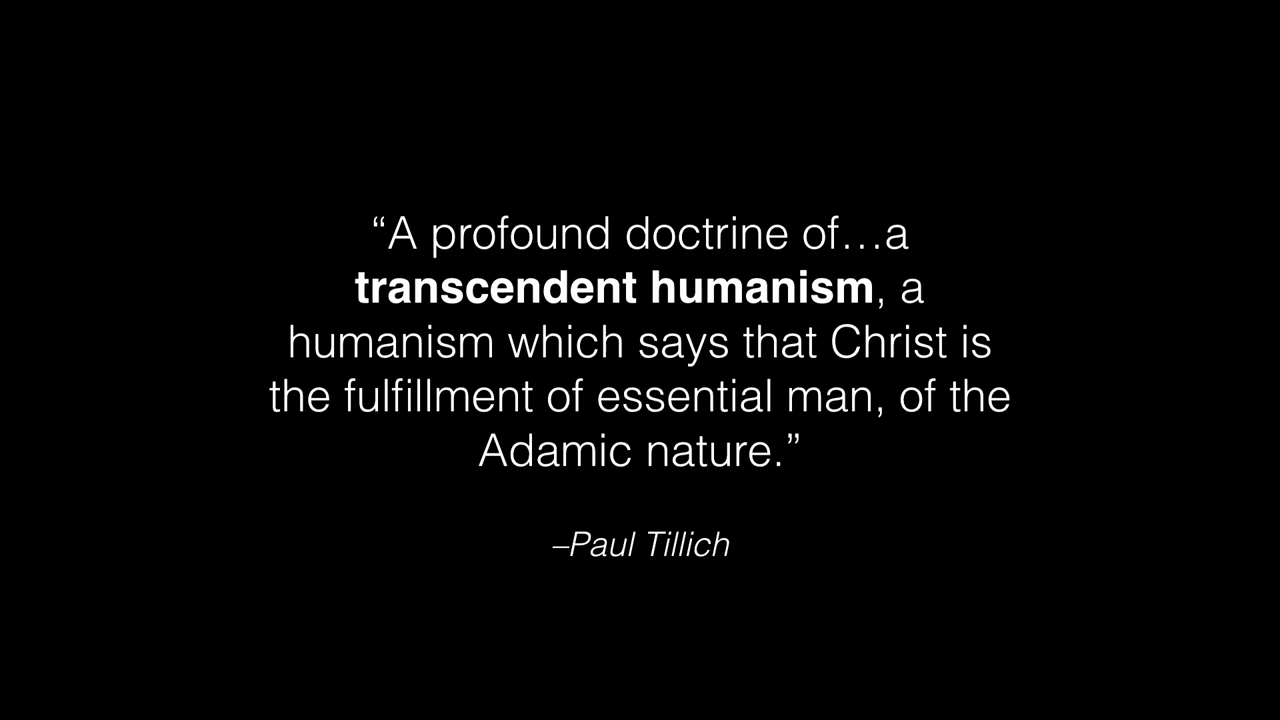 “A profound doctrine of…a
transcendent humanism, a
humanism which says that Christ is
the fulfillment of essential man, of the
Adamic nature.”
–Paul Tillich